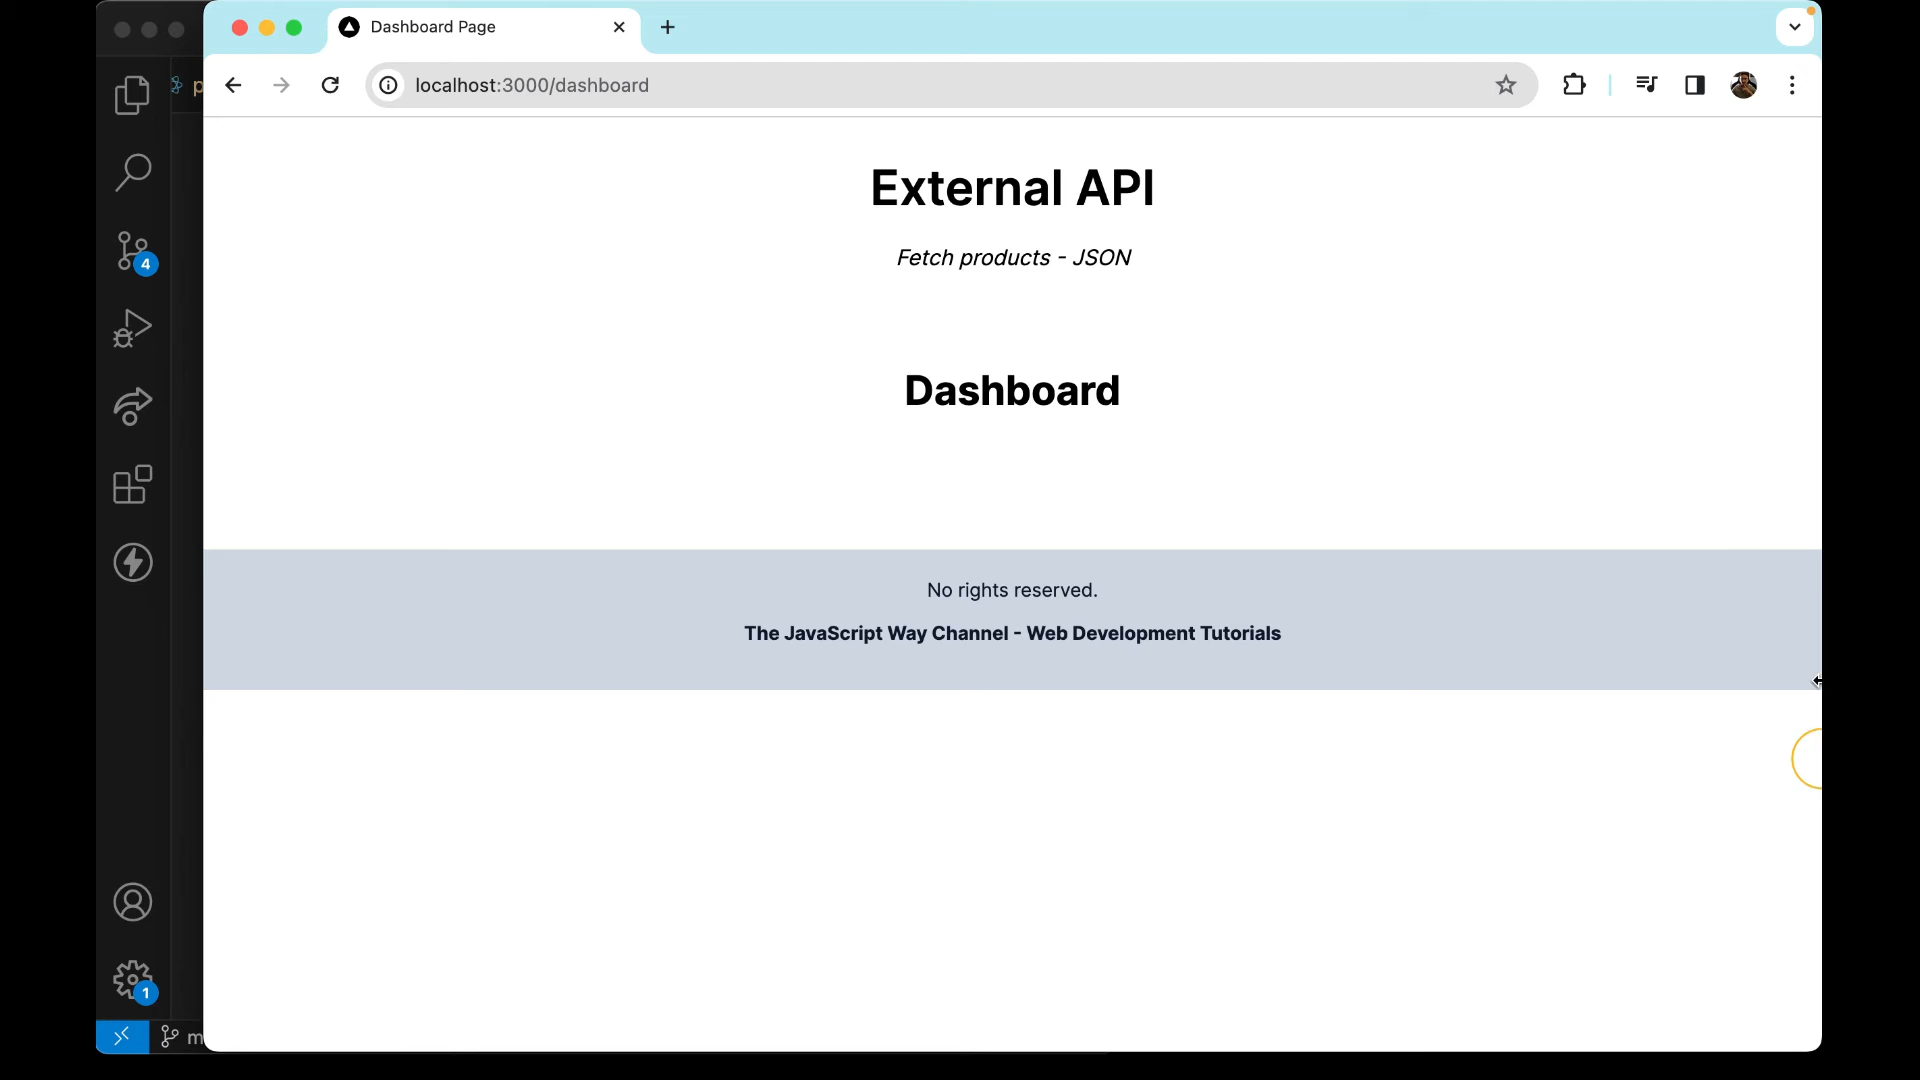 Dashboard Page
p
localhost:3000/dashboard
External API
Fetch products - JSON
4
Dashboard
No rights reserved.
The JavaScript Way Channel - Web Development Tutorials
1
m